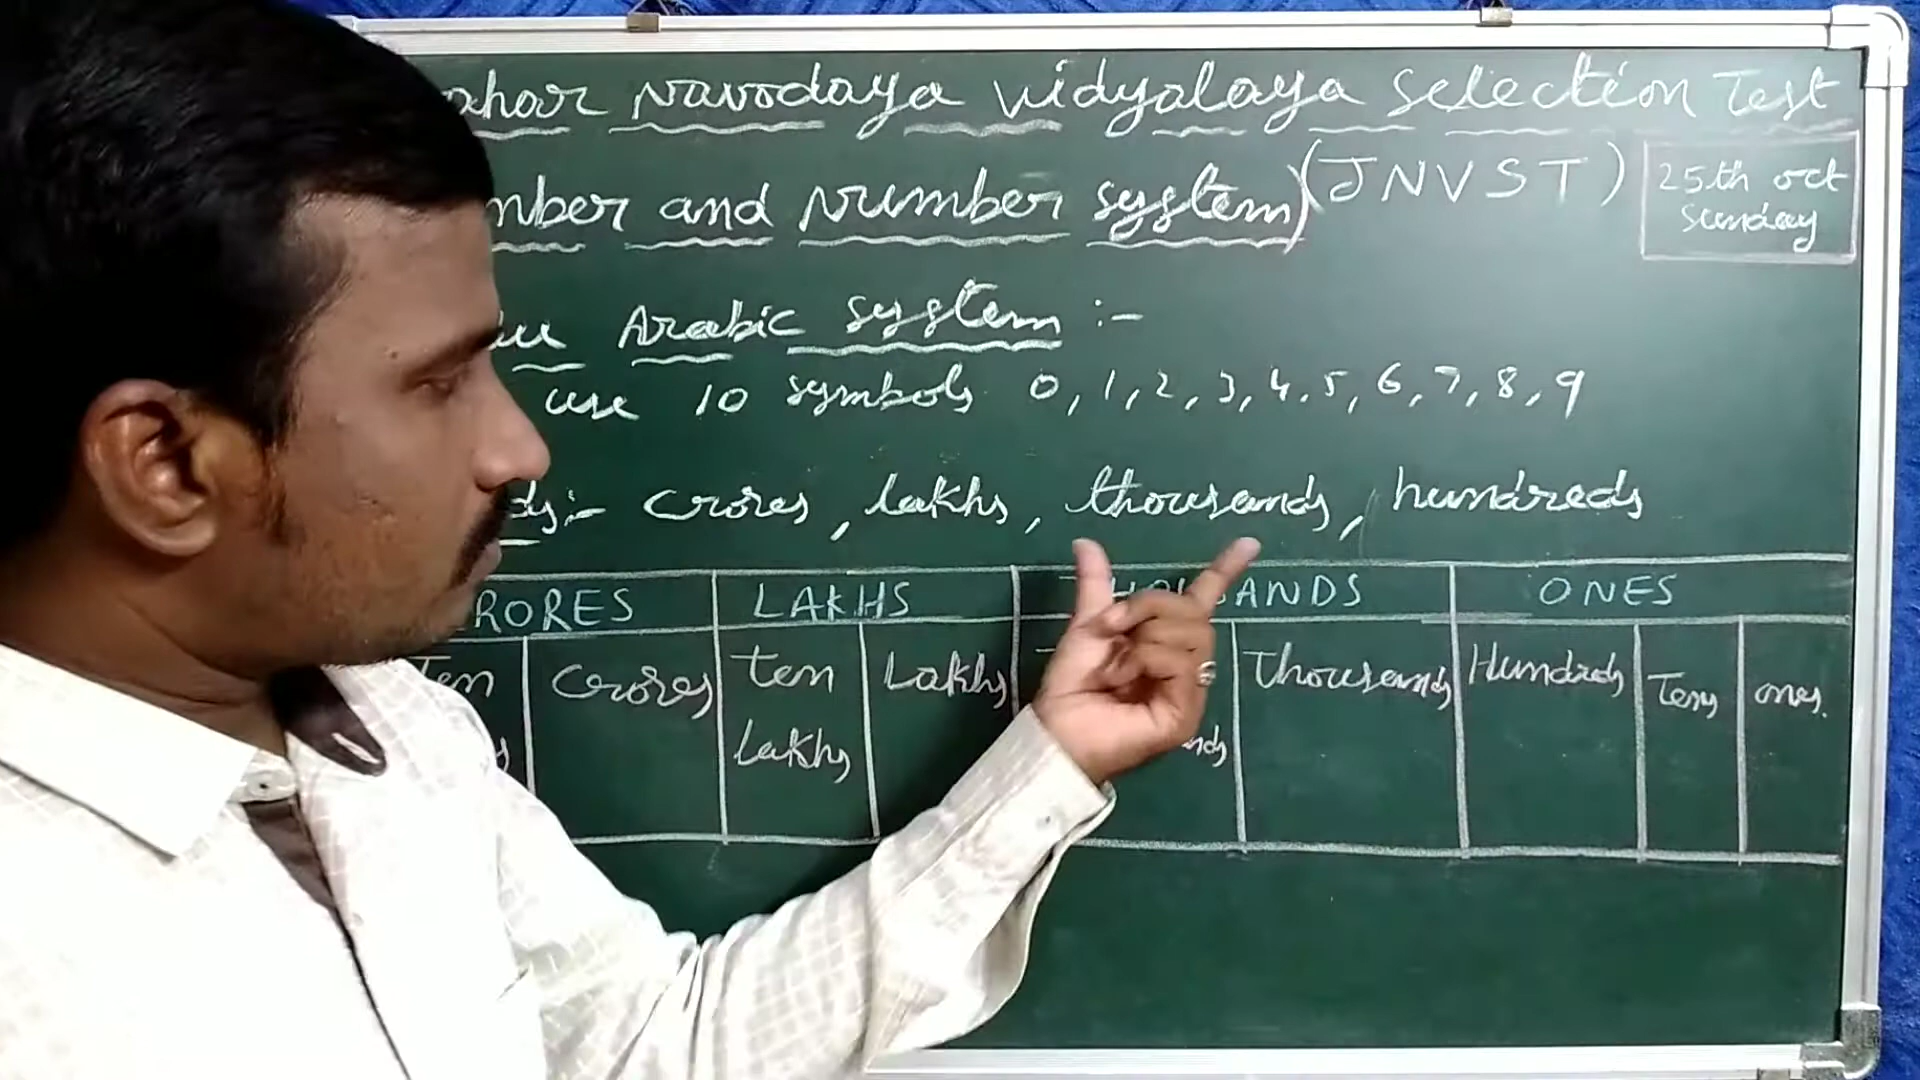 Navodaya Vidyalaya Selection Test
and Number system) (JNVST) 25th oct
Sunday
Arabic system :-
use 10 symbols 0, 1, 2, 3, 4, 5, 6, 7, 8, 9
:- crores, lakhs, thousands, hundreds
LAKHS ONES
Ten Crores Ten Lakhs Thousands Hundreds Tens ones.
lakhs